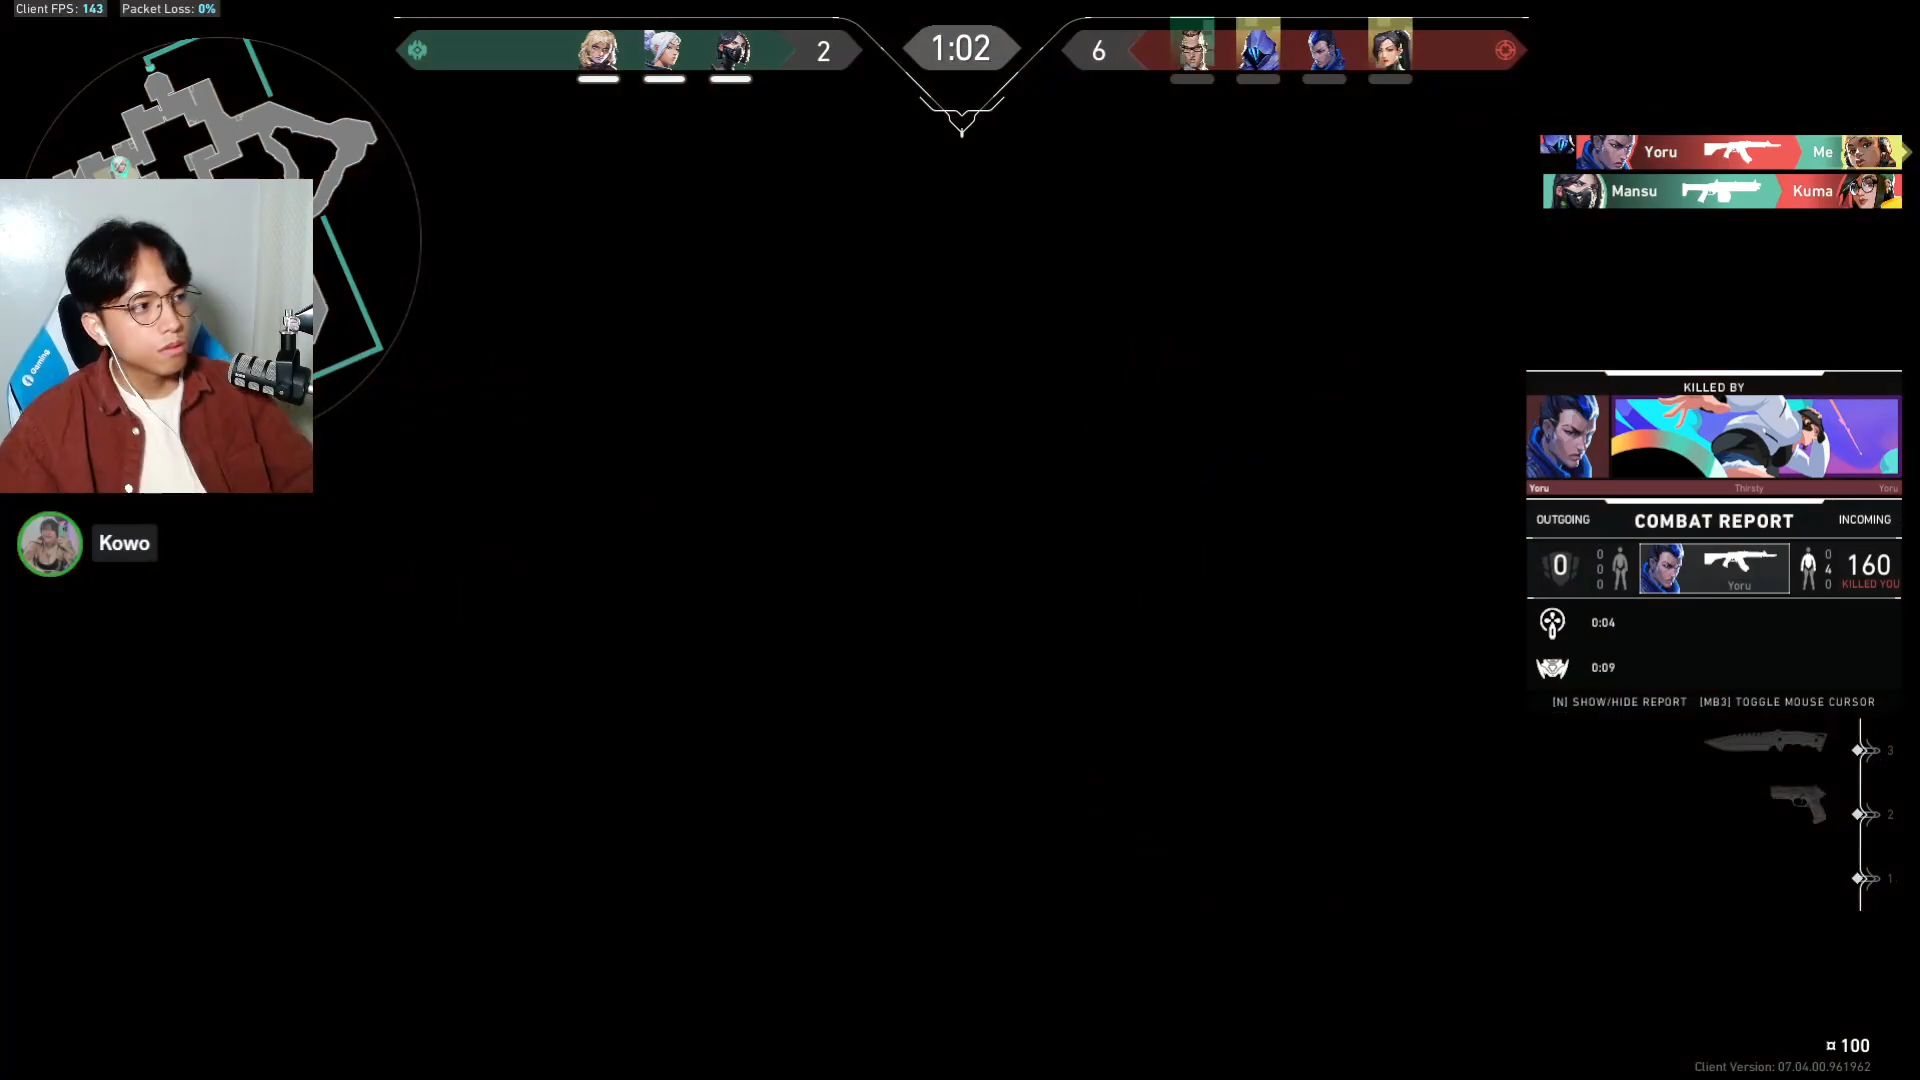 Client FPS: 143 Packet Loss: 0%
2
1:02
6
Yoru Me
Mansu Kuma
KILLED BY
Yoru Thirsty Yoru
OUTGOING COMBAT REPORT INCOMING
0
0
0
0
Yoru
0
4
0
160
KILLED YOU
0:04
0:09
[N] SHOW/HIDE REPORT [MB3] TOGGLE MOUSE CURSOR
Gaming
Kowo
3
2
1
¤ 100
Client Version: 07.04.00.961962